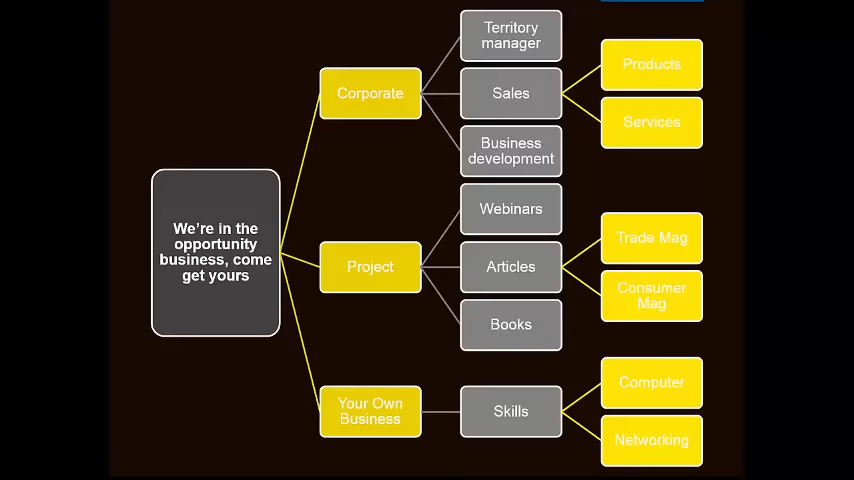 We're in the
opportunity
business, come
get yours
Corporate
Territory
manager
Sales
Products
Services
Business
development
Project
Webinars
Articles
Trade Mag
Consumer
Mag
Books
Your Own
Business
Skills
Computer
Networking